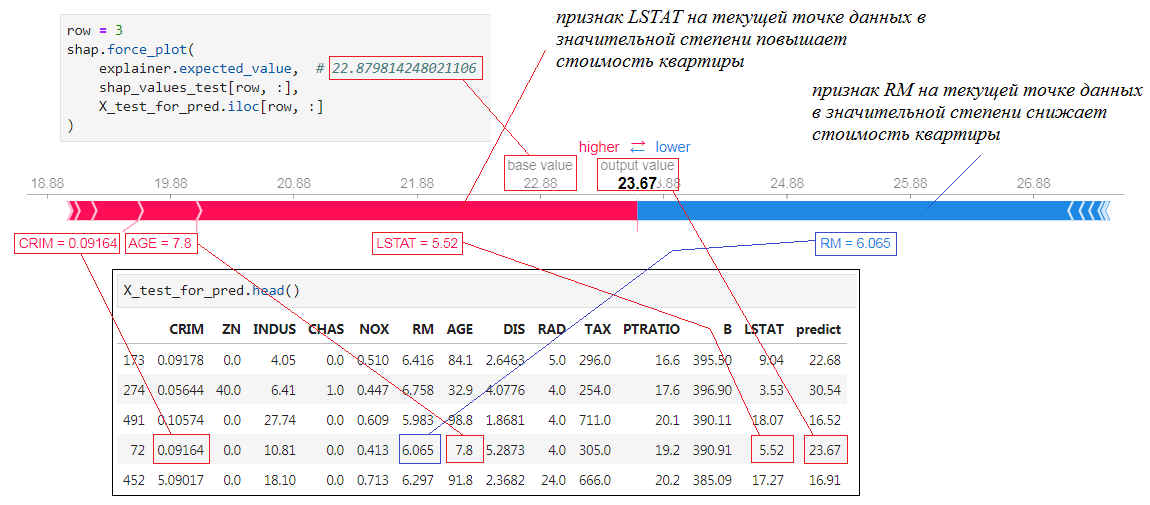 row = 3
shap.force_plot(
explainer.expected_value, # 22.879814248021106
shap_values_test[row, :],
X_test_for_pred.iloc[row, :]
)
признак LSTAT на текущей точке данных в
значительной степени повышает
стоимость квартиры
признак RM на текущей точке данных
в значительной степени снижает
стоимость квартиры
higher ⇄ lower
base value output value
18.88 19.88 20.88 21.88 22.88 23.67 3.88 24.88 25.88 26.88
CRIM = 0.09164 AGE = 7.8 LSTAT = 5.52 RM = 6.065
X_test_for_pred.head()
CRIM ZN INDUS CHAS NOX RM AGE DIS RAD TAX PTRATIO B LSTAT predict
173 0.09178 0.0 4.05 0.0 0.510 6.416 84.1 2.6463 5.0 296.0 16.6 395.50 9.04 22.68
274 0.05644 40.0 6.41 1.0 0.447 6.758 32.9 4.0776 4.0 254.0 17.6 396.90 3.53 30.54
491 0.10574 0.0 27.74 0.0 0.609 5.983 98.8 1.8681 4.0 711.0 20.1 390.11 18.07 16.52
72 0.09164 0.0 10.81 0.0 0.413 6.065 7.8 5.2873 4.0 305.0 19.2 390.91 5.52 23.67
452 5.09017 0.0 18.10 0.0 0.713 6.297 91.8 2.3682 24.0 666.0 20.2 385.09 17.27 16.91